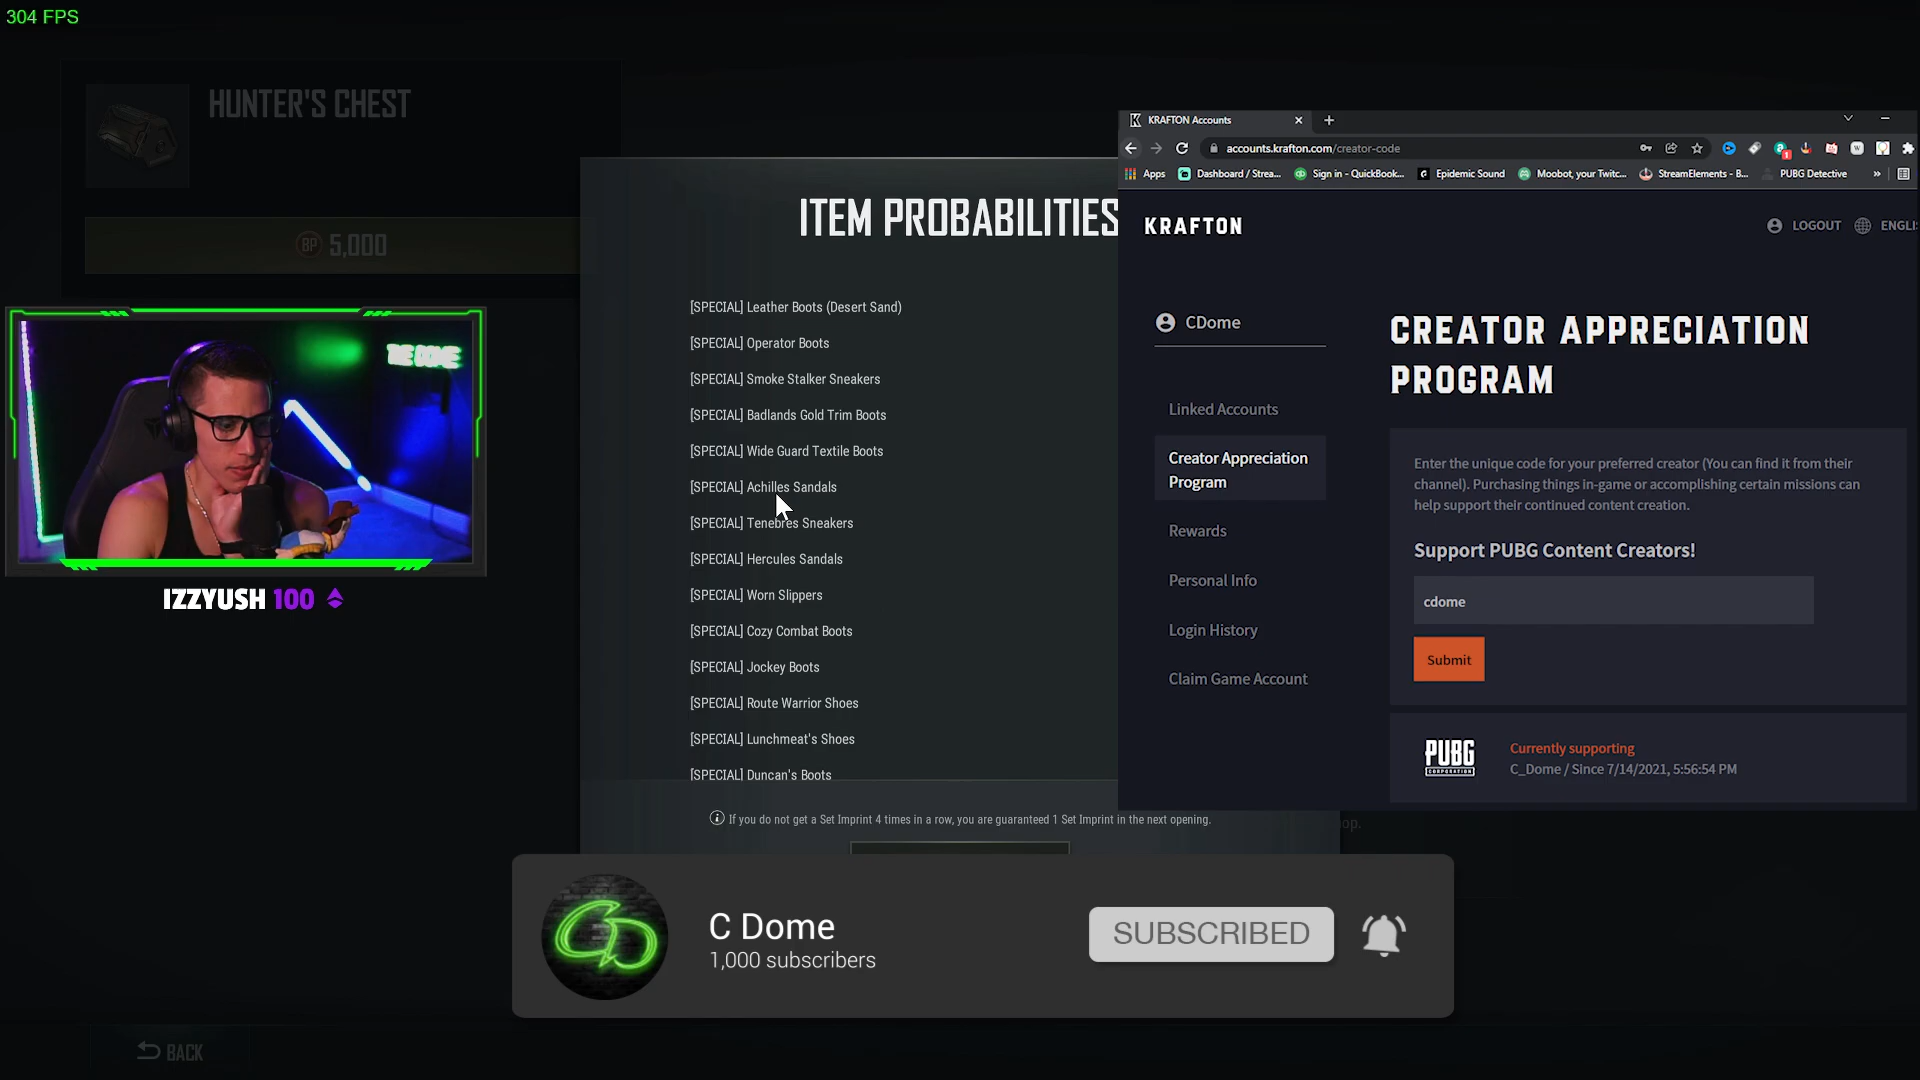 304 FPS
HUNTER'S CHEST
BP 5,000
ITEM PROBABILITIES
[SPECIAL] Leather Boots (Desert Sand)
[SPECIAL] Operator Boots
[SPECIAL] Smoke Stalker Sneakers
[SPECIAL] Badlands Gold Trim Boots
[SPECIAL] Wide Guard Textile Boots
[SPECIAL] Achilles Sandals
[SPECIAL] Tenebres Sneakers
[SPECIAL] Hercules Sandals
[SPECIAL] Worn Slippers
[SPECIAL] Cozy Combat Boots
[SPECIAL] Jockey Boots
[SPECIAL] Route Warrior Shoes
[SPECIAL] Lunchmeat's Shoes
[SPECIAL] Duncan's Boots
If you do not get a Set Imprint 4 times in a row, you are guaranteed 1 Set Imprint in the next opening.
op.
THE DOME
IZZYUSH 100
KRAFTON Accounts
accounts.krafton.com/creator-code
Apps Dashboard / Strea... Sign in - QuickBook... Epidemic Sound Moobot, your Twitc... StreamElements - B... PUBG Detective »
KRAFTON
LOGOUT ENGLI
CDome
Linked Accounts
Creator Appreciation
Program
Rewards
Personal Info
Login History
Claim Game Account
CREATOR APPRECIATION
PROGRAM
Enter the unique code for your preferred creator (You can find it from their
channel). Purchasing things in-game or accomplishing certain missions can
help support their continued content creation.
Support PUBG Content Creators!
cdome
Submit
PUBG
CORPORATION
Currently supporting
C_Dome / Since 7/14/2021, 5:56:54 PM
CD
C Dome
1,000 subscribers
SUBSCRIBED
BACK